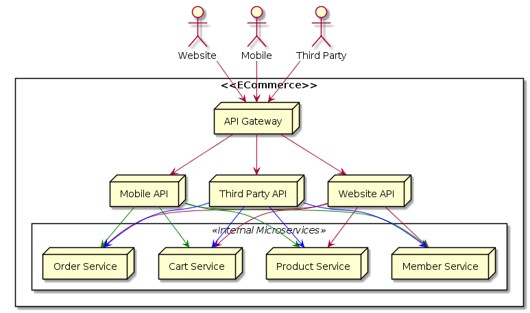 Website
Mobile
Third Party
<<ECommerce>>
API Gateway
Mobile API
Third Party API
Website API
«Internal Microservices»
Order Service
Cart Service
Product Service
Member Service